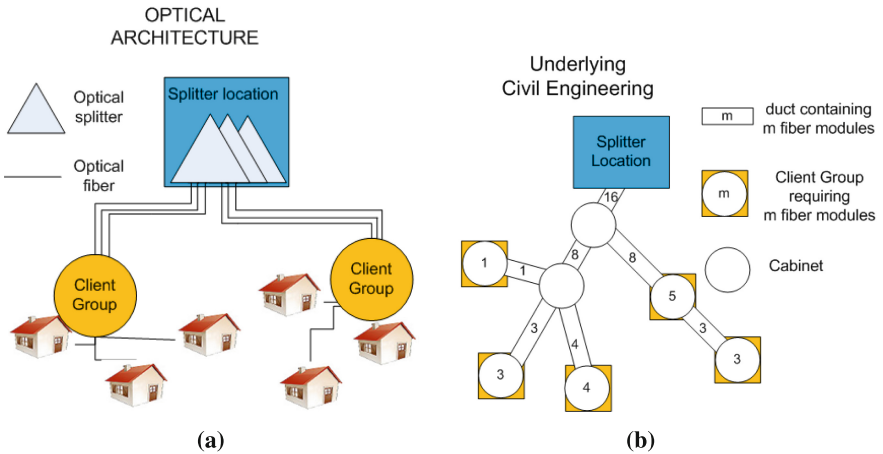 OPTICAL
ARCHITECTURE
Optical
splitter
Optical
fiber
Splitter location
Client
Group
Client
Group
(a)
Underlying
Civil Engineering
Splitter
Location
16
8
8
1
1
3
4
5
3
3
4
3
m
duct containing
m fiber modules
m
Client Group
requiring
m fiber modules
Cabinet
(b)